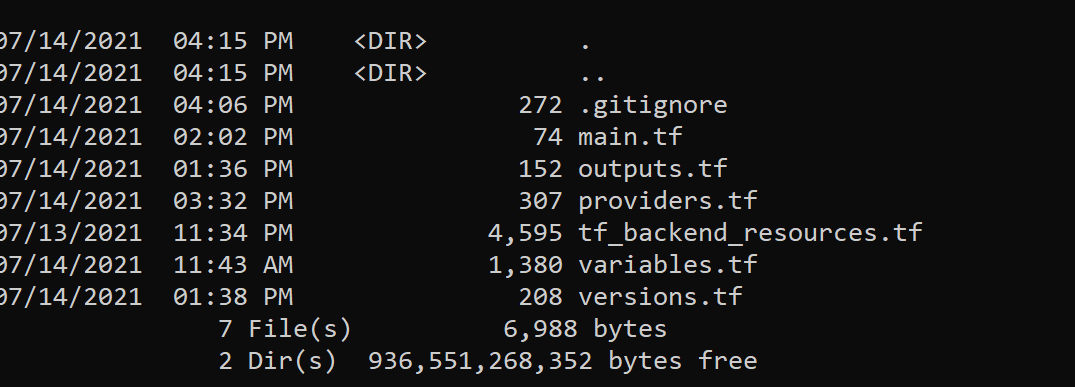 07/14/2021  04:15 PM    <DIR>          .
07/14/2021  04:15 PM    <DIR>          ..
07/14/2021  04:06 PM               272 .gitignore
07/14/2021  02:02 PM                74 main.tf
07/14/2021  01:36 PM               152 outputs.tf
07/14/2021  03:32 PM               307 providers.tf
07/13/2021  11:34 PM             4,595 tf_backend_resources.tf
07/14/2021  11:43 AM             1,380 variables.tf
07/14/2021  01:38 PM               208 versions.tf
               7 File(s)          6,988 bytes
               2 Dir(s)  936,551,268,352 bytes free